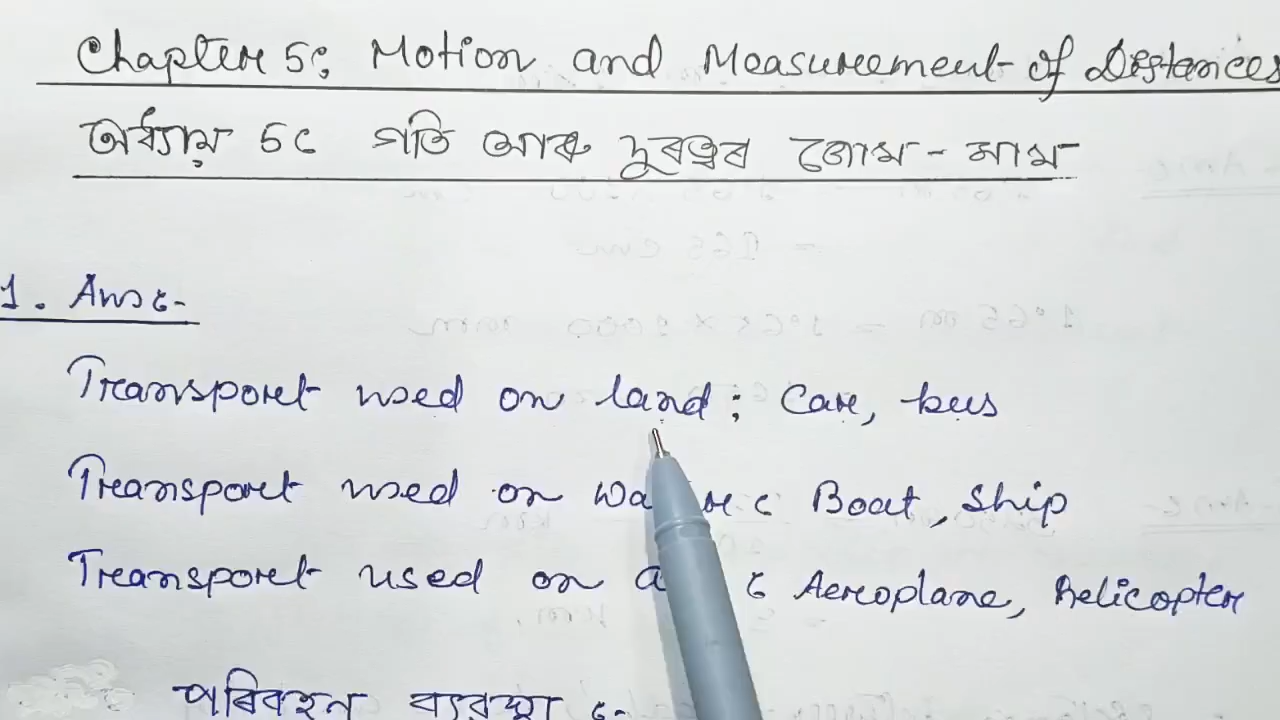 Chapter 5: Motion and Measurement of Distances
অধ্যায় 5: গতি আৰু দূৰত্বৰ জোখ-মাখ
1. Ans:-
Transport used on land: Car, bus
Transport used on Boat, Ship
Transport used on : Aeroplane, Helicopter
পৰিবহন ব্যৱস্থা :-